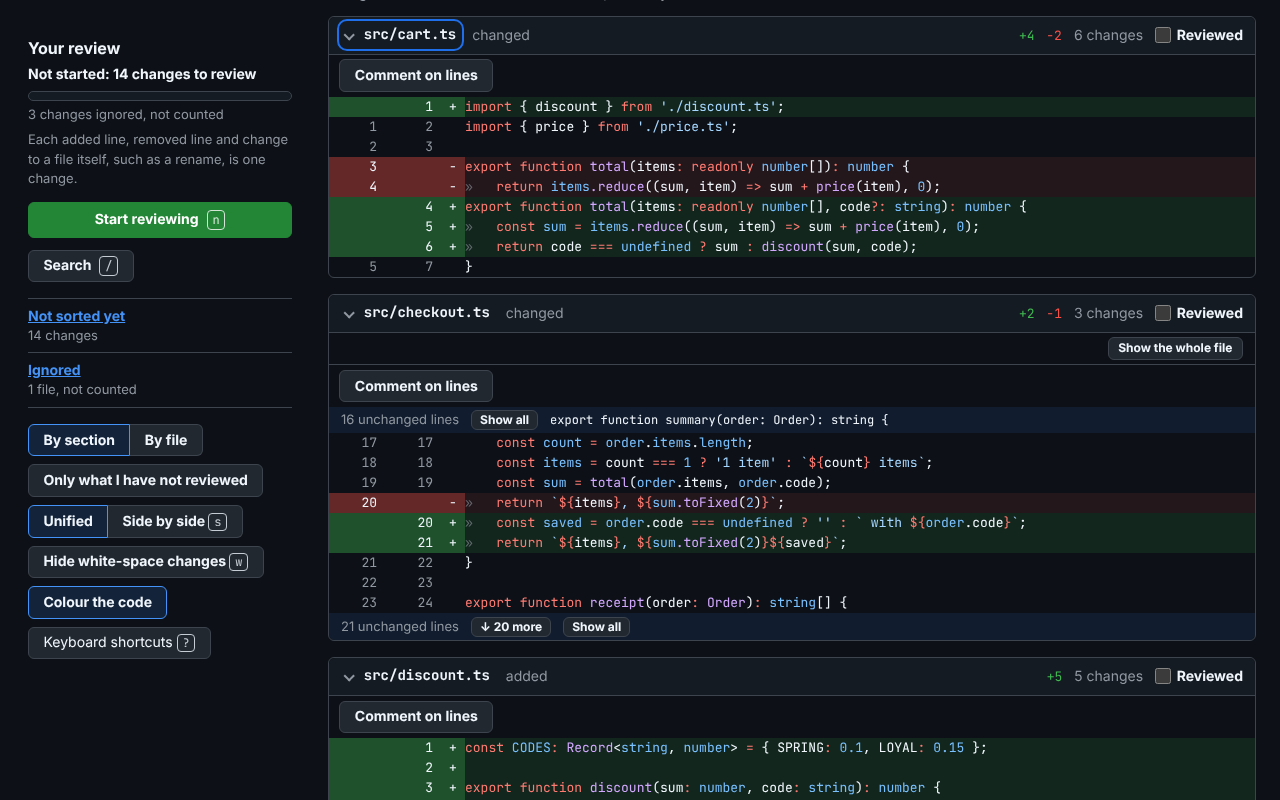 Your review
Not started: 14 changes to review
3 changes ignored, not counted
Each added line, removed line and change
to a file itself, such as a rename, is one
change.
Start reviewing n
Search /
Not sorted yet
14 changes
Ignored
1 file, not counted
By section By file
Only what I have not reviewed
Unified Side by side s
Hide white-space changes w
Colour the code
Keyboard shortcuts ?
src/cart.ts changed +4 -2 6 changes Reviewed
Comment on lines
1 + import { discount } from './discount.ts';
1 2 import { price } from './price.ts';
2 3
3 - export function total(items: readonly number[]): number {
4 - » return items.reduce((sum, item) => sum + price(item), 0);
4 + export function total(items: readonly number[], code?: string): number {
5 + » const sum = items.reduce((sum, item) => sum + price(item), 0);
6 + » return code === undefined ? sum : discount(sum, code);
5 7 }
src/checkout.ts changed +2 -1 3 changes Reviewed
Show the whole file
Comment on lines
16 unchanged lines Show all export function summary(order: Order): string {
17 17 const count = order.items.length;
18 18 const items = count === 1 ? '1 item' : `${count} items`;
19 19 const sum = total(order.items, order.code);
20 - » return `${items}, ${sum.toFixed(2)}`;
20 + » const saved = order.code === undefined ? '' : ` with ${order.code}`;
21 + » return `${items}, ${sum.toFixed(2)}${saved}`;
21 22 }
22 23
23 24 export function receipt(order: Order): string[] {
21 unchanged lines ↓ 20 more Show all
src/discount.ts added +5 5 changes Reviewed
Comment on lines
1 + const CODES: Record<string, number> = { SPRING: 0.1, LOYAL: 0.15 };
2 +
3 + export function discount(sum: number, code: string): number {